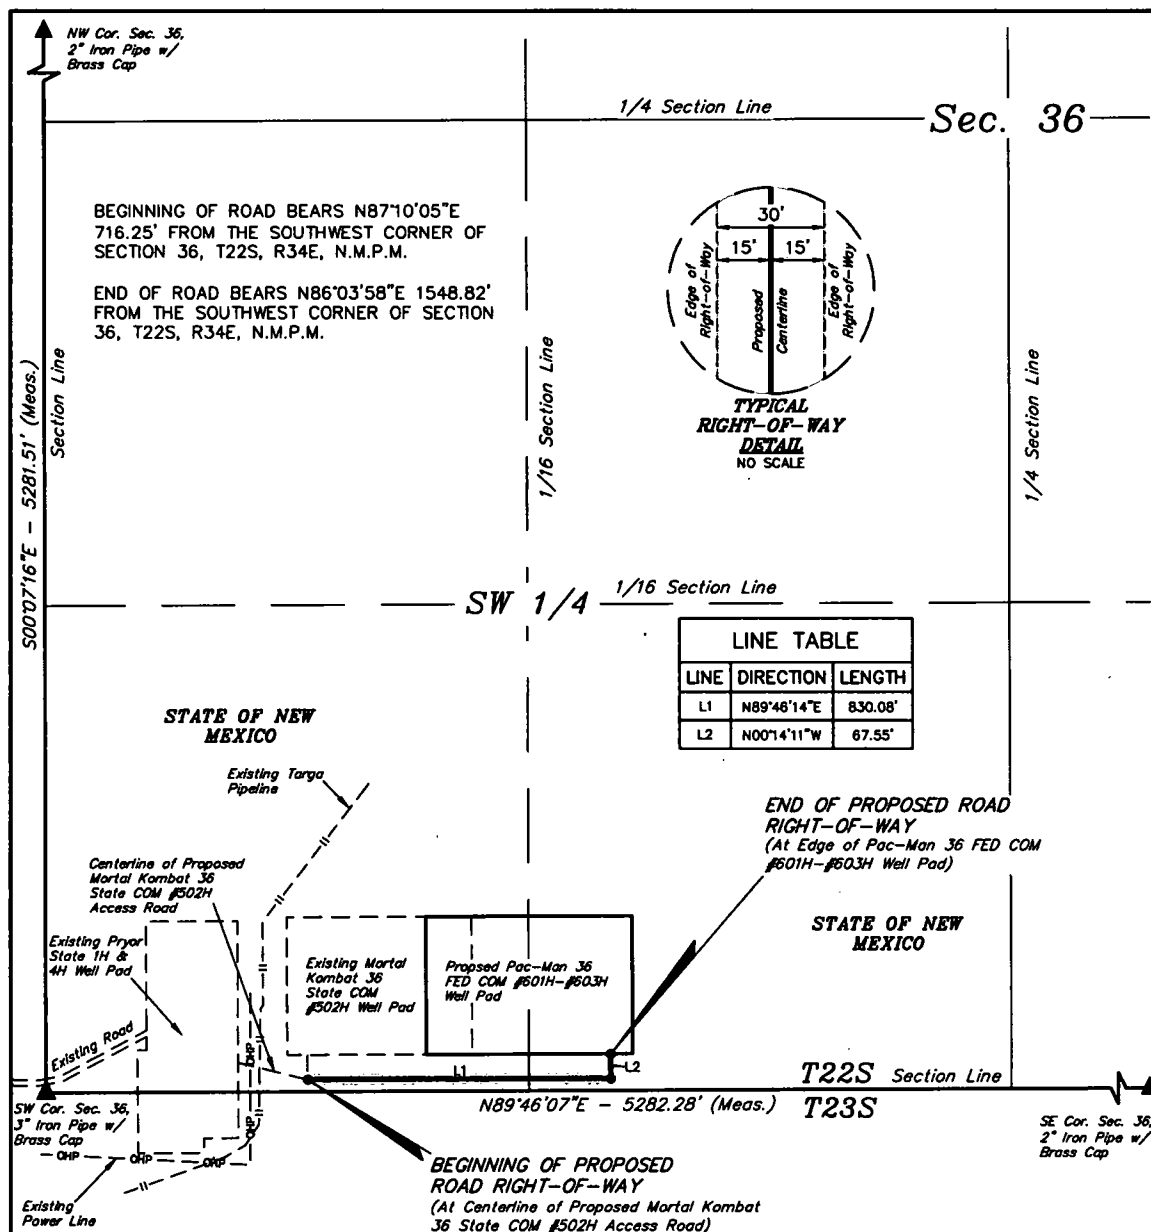 NW Cor. Sec. 36,
2" Iron Pipe w/
Brass Cap
1/4 Section Line
Sec. 36
BEGINNING OF ROAD BEARS N87°10'05"E
716.25' FROM THE SOUTHWEST CORNER OF
SECTION 36, T22S, R34E, N.M.P.M.
END OF ROAD BEARS N86°03'58"E 1548.82'
FROM THE SOUTHWEST CORNER OF SECTION
36, T22S, R34E, N.M.P.M.
30'
15'
15'
Edge of
Right-of-Way
Proposed
Centerline
Edge of
Right-of-Way
TYPICAL
RIGHT-OF-WAY
DETAIL
NO SCALE
S00°07'16"E - 5281.51' (Meas.)
Section Line
1/16 Section Line
1/4 Section Line
SW 1/4
1/16 Section Line
LINE TABLE
LINE DIRECTION LENGTH
L1 N89°46'14"E 830.08'
L2 N00°14'11"W 67.55'
STATE OF NEW
MEXICO
Existing Targa
Pipeline
END OF PROPOSED ROAD
RIGHT-OF-WAY
(At Edge of Pac-Man 36 FED COM
#601H-#603H Well Pad)
Centerline of Proposed
Mortal Kombat 36
State COM #502H
Access Road
STATE OF NEW
MEXICO
Existing Pryor
State 1H &
4H Well Pad
Existing Mortal
Kombat 36
State COM
#502H Well Pad
Propsed Pac-Man 36
FED COM #601H-#603H
Well Pad
Existing Road
OHP
L1
L2
T22S Section Line
T23S
N89°46'07"E - 5282.28' (Meas.)
SW Cor. Sec. 36,
3" Iron Pipe w/
Brass Cap
OHP
OHP
OHP
OHP
Existing
Power Line
SE Cor. Sec. 36,
2" Iron Pipe w/
Brass Cap
BEGINNING OF PROPOSED
ROAD RIGHT-OF-WAY
(At Centerline of Proposed Mortal Kombat
36 State COM #502H Access Road)